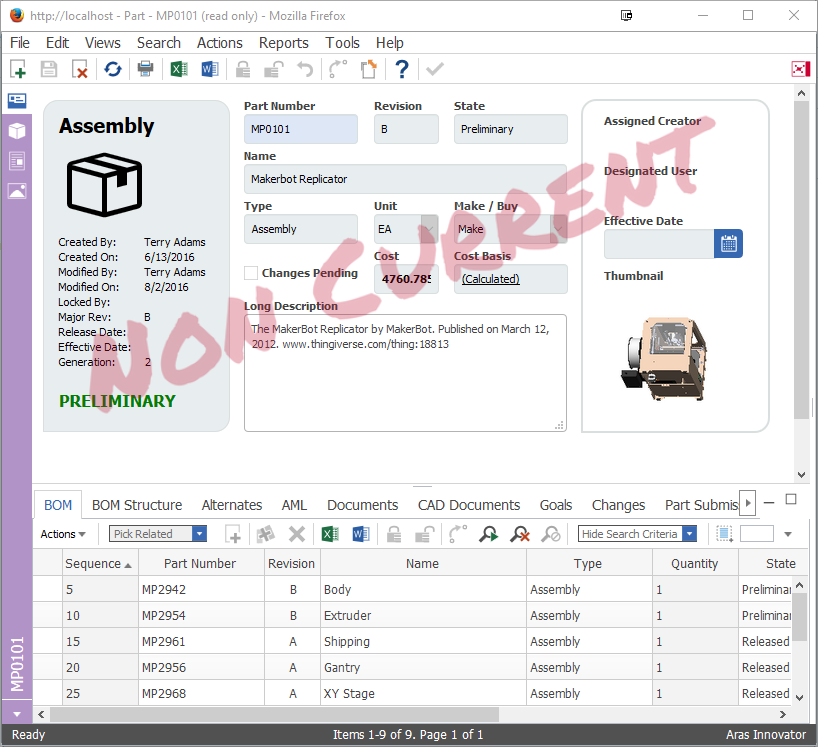 http://localhost - Part - MP0101 (read only) - Mozilla Firefox
File Edit Views Search Actions Reports Tools Help
Assembly
Created By: Terry Adams
Created On: 6/13/2016
Modified By: Terry Adams
Modified On: 8/2/2016
Locked By:
Major Rev: B
Release Date:
Effective Date:
Generation: 2
PRELIMINARY
Part Number Revision State
MP0101 B Preliminary
Name
Makerbot Replicator
Type Unit Make / Buy
Assembly EA Make
Cost Cost Basis
Changes Pending 4760.785 (Calculated)
Long Description
The MakerBot Replicator by MakerBot. Published on March 12,
2012. www.thingiverse.com/thing:18813
Assigned Creator
Designated User
Effective Date
Thumbnail
NON CURRENT
MP0101
BOM BOM Structure Alternates AML Documents CAD Documents Goals Changes Part Submis
Actions Pick Related Hide Search Criteria
Sequence Part Number Revision Name Type Quantity State
5 MP2942 B Body Assembly 1 Preliminar
10 MP2954 B Extruder Assembly 1 Preliminar
15 MP2961 A Shipping Assembly 1 Released
20 MP2956 A Gantry Assembly 1 Released
25 MP2968 A XY Stage Assembly 1 Released
Ready Items 1-9 of 9. Page 1 of 1 Aras Innovator